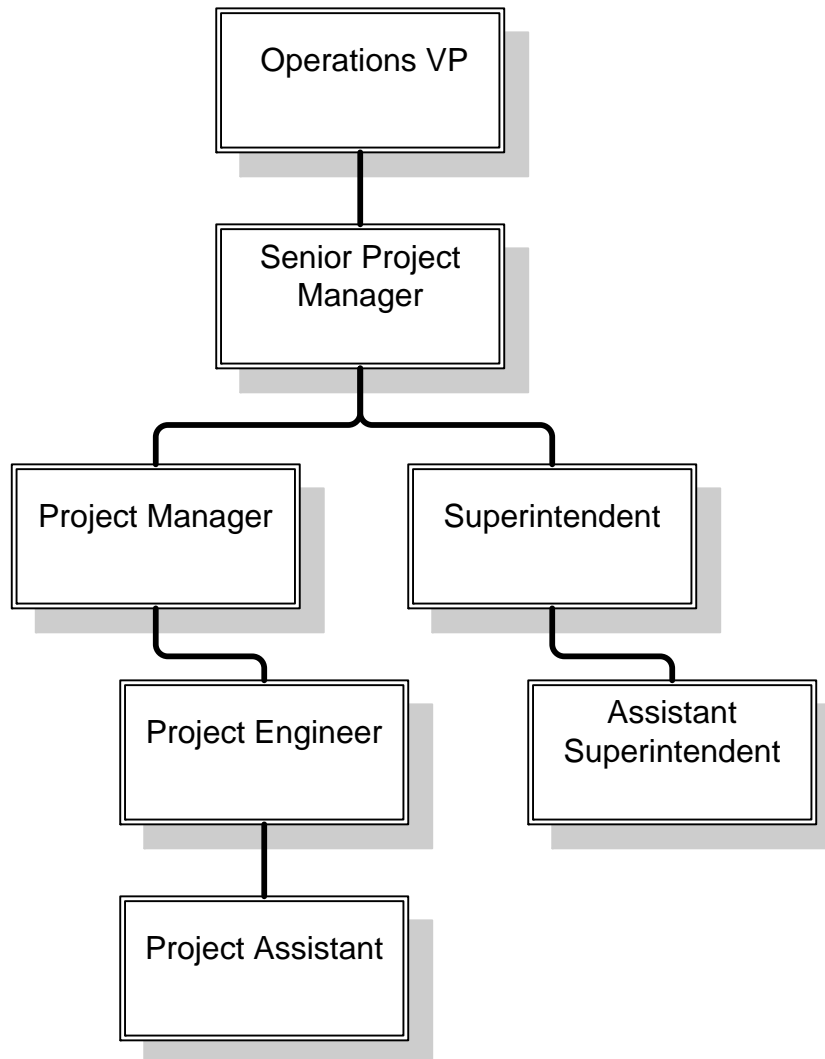 Operations VP
Senior Project
Manager
Project Manager
Superintendent
Project Engineer
Assistant
Superintendent
Project Assistant